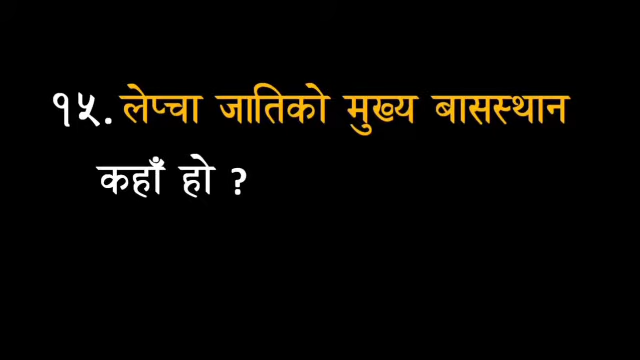 १५. लेप्चा जातिको मुख्य बासस्थान
कहाँ हो ?